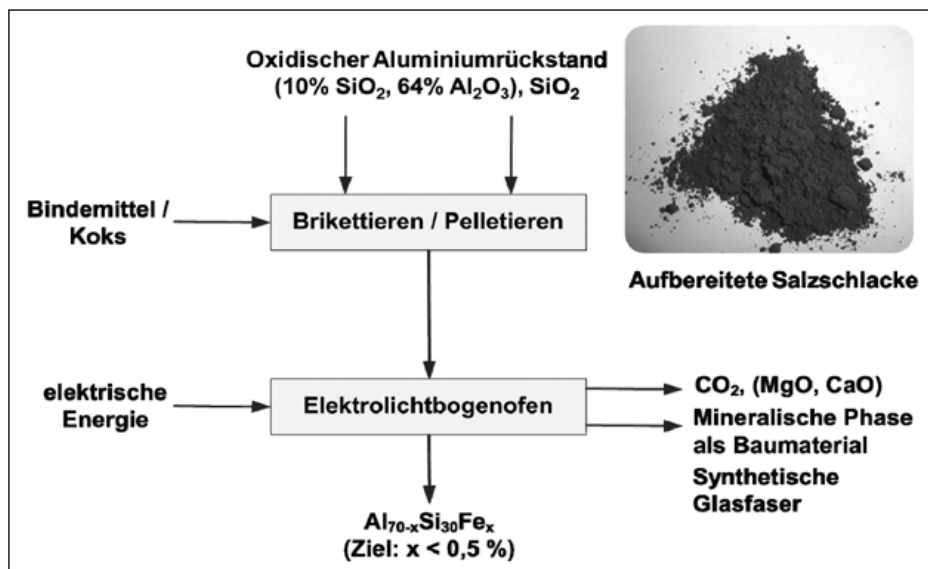 Oxidischer Aluminiumrückstand
(10% SiO₂, 64% Al₂O₃), SiO₂
Bindemittel /
Koks
Brikettieren / Pelletieren
Aufbereitete Salzschlacke
elektrische
Energie
Elektrolichtbogenofen
CO₂, (MgO, CaO)
Mineralische Phase
als Baumaterial
Synthetische
Glasfaser
Al₇₀₋ₓSi₃₀Feₓ
(Ziel: x < 0,5 %)